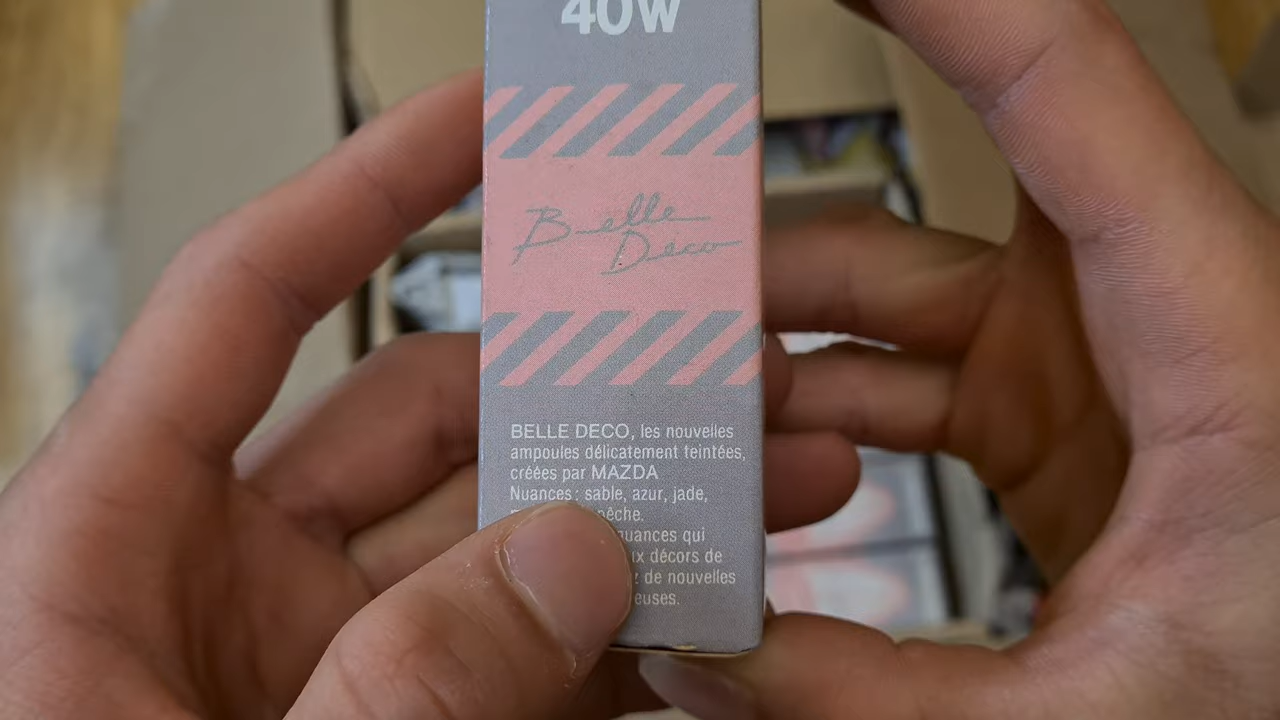 40W
Belle
Déco
BELLE DECO, les nouvelles
ampoules délicatement teintées,
créées par MAZDA
Nuances : sable, azur, jade,
pêche.
nuances qui
décors de
de nouvelles